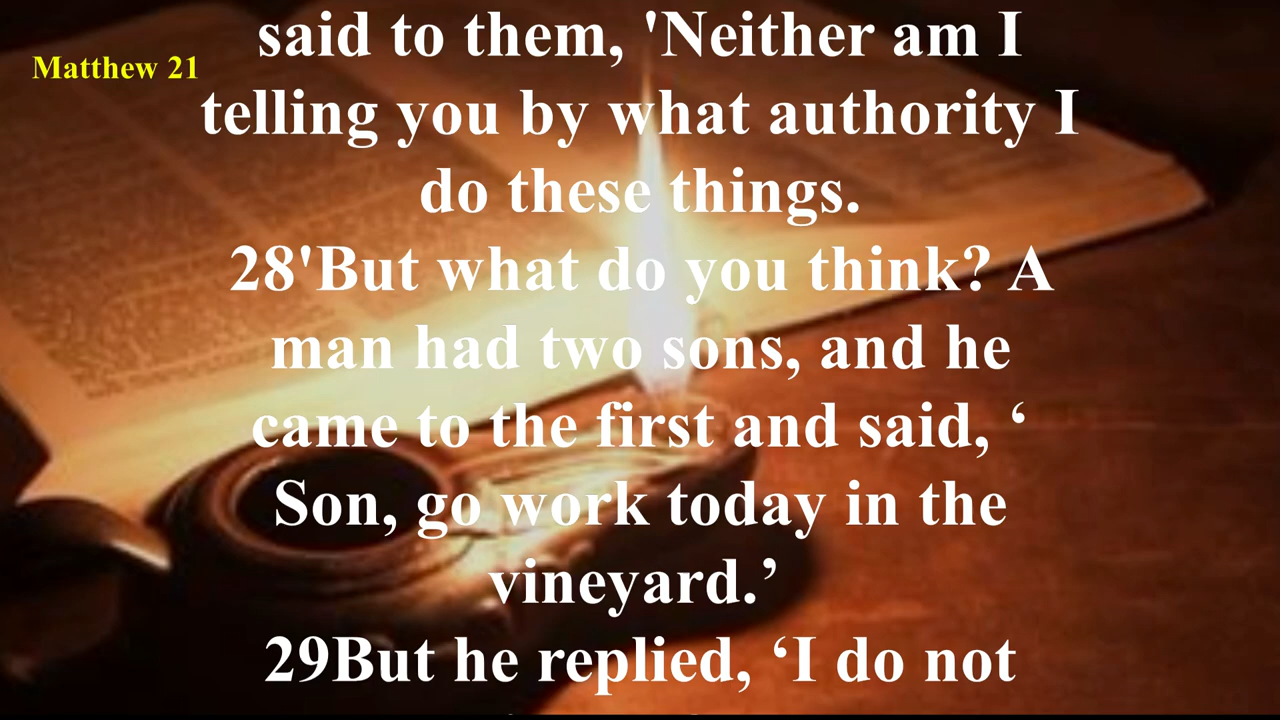 said to them, 'Neither am I
Matthew 21
telling you by what authority I
do these things.
28'But what do you think? A
man had two sons, and he
came to the first and said, ‘
Son, go work today in the
vineyard.’
29But he replied, ‘I do not